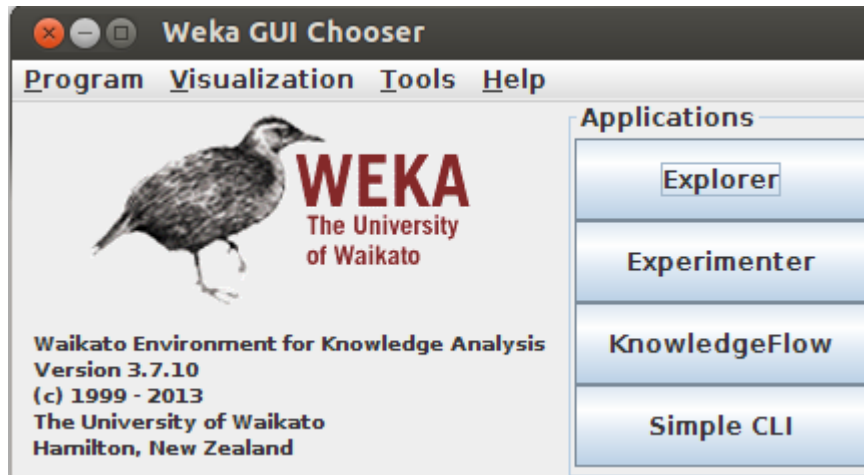 Weka GUI Chooser
Program Visualization Tools Help
WEKA
The University
of Waikato
Waikato Environment for Knowledge Analysis
Version 3.7.10
(c) 1999 - 2013
The University of Waikato
Hamilton, New Zealand
Applications
Explorer
Experimenter
KnowledgeFlow
Simple CLI